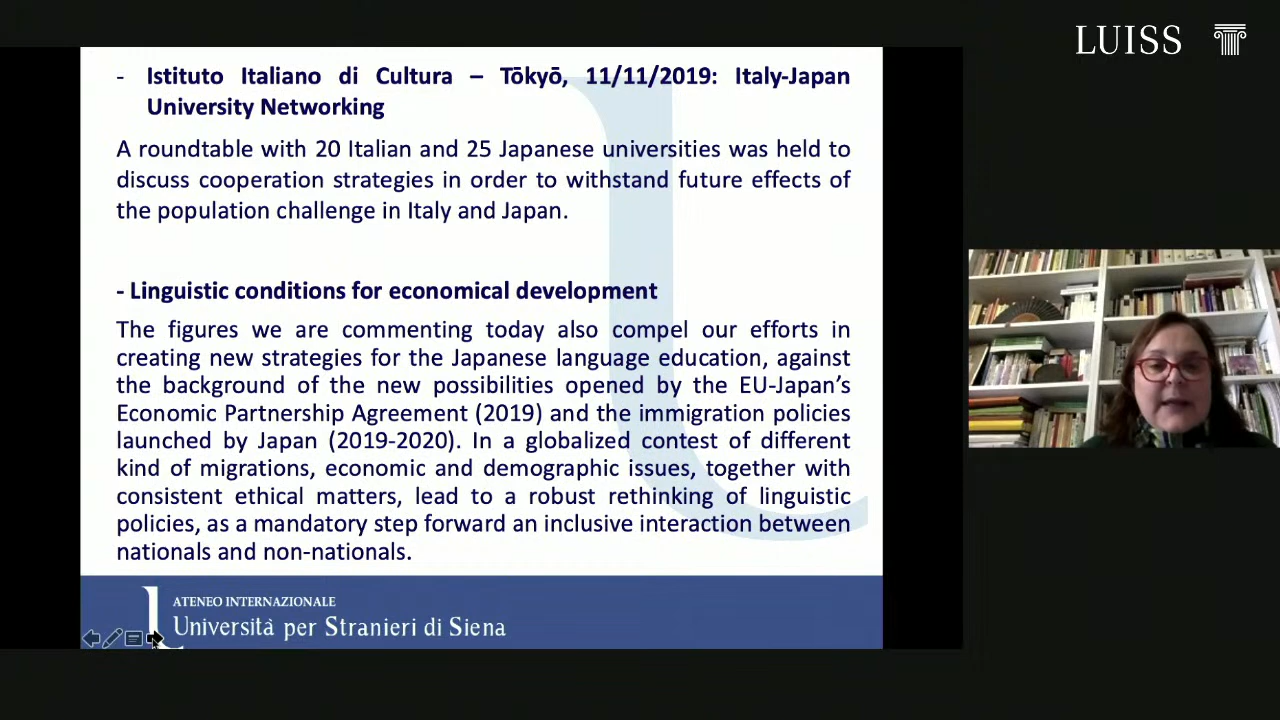 LUISS
- Istituto Italiano di Cultura – Tōkyō, 11/11/2019: Italy-Japan
University Networking
A roundtable with 20 Italian and 25 Japanese universities was held to
discuss cooperation strategies in order to withstand future effects of
the population challenge in Italy and Japan.
- Linguistic conditions for economical development
The figures we are commenting today also compel our efforts in
creating new strategies for the Japanese language education, against
the background of the new possibilities opened by the EU-Japan’s
Economic Partnership Agreement (2019) and the immigration policies
launched by Japan (2019-2020). In a globalized contest of different
kind of migrations, economic and demographic issues, together with
consistent ethical matters, lead to a robust rethinking of linguistic
policies, as a mandatory step forward an inclusive interaction between
nationals and non-nationals.
ATENEO INTERNAZIONALE
Università per Stranieri di Siena